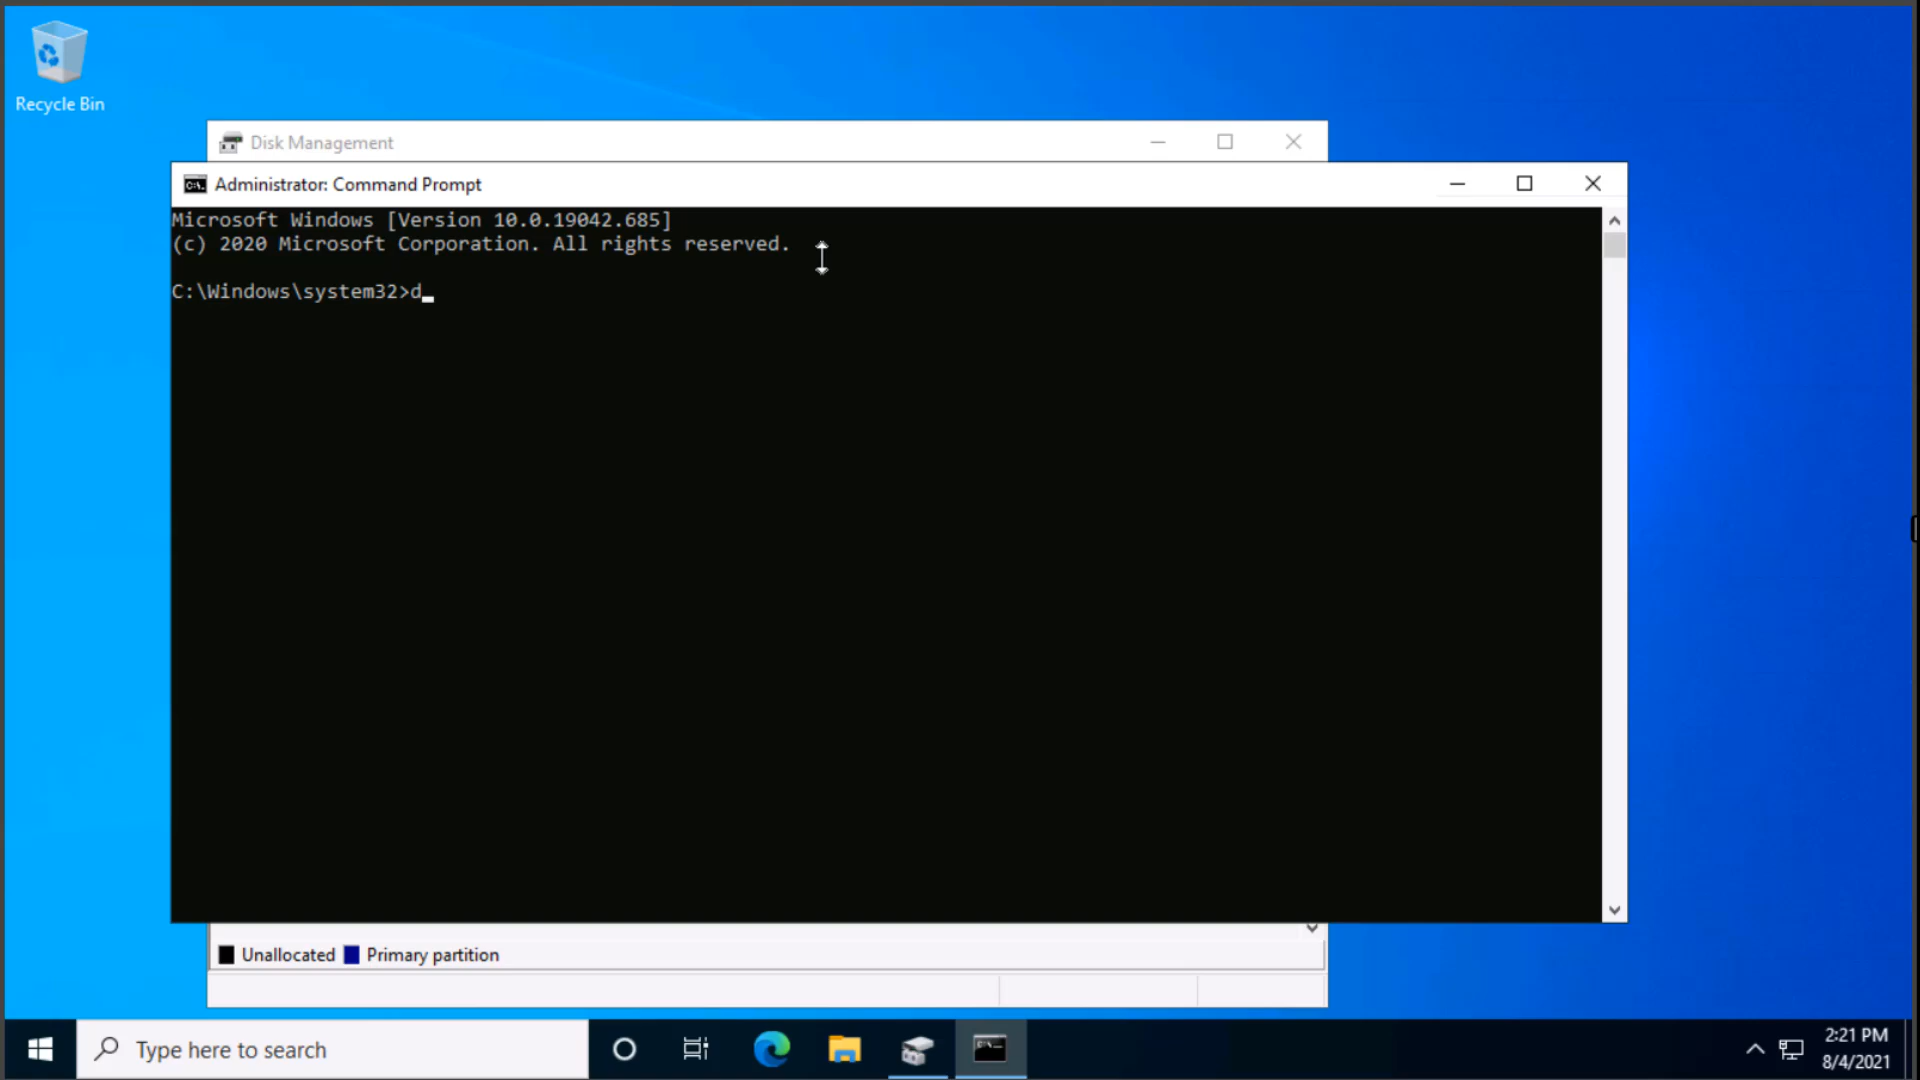 Recycle Bin
Disk Management
Administrator: Command Prompt
Microsoft Windows [Version 10.0.19042.685]
(c) 2020 Microsoft Corporation. All rights reserved.
C:\Windows\system32>d_
Unallocated Primary partition
Type here to search
2:21 PM
8/4/2021